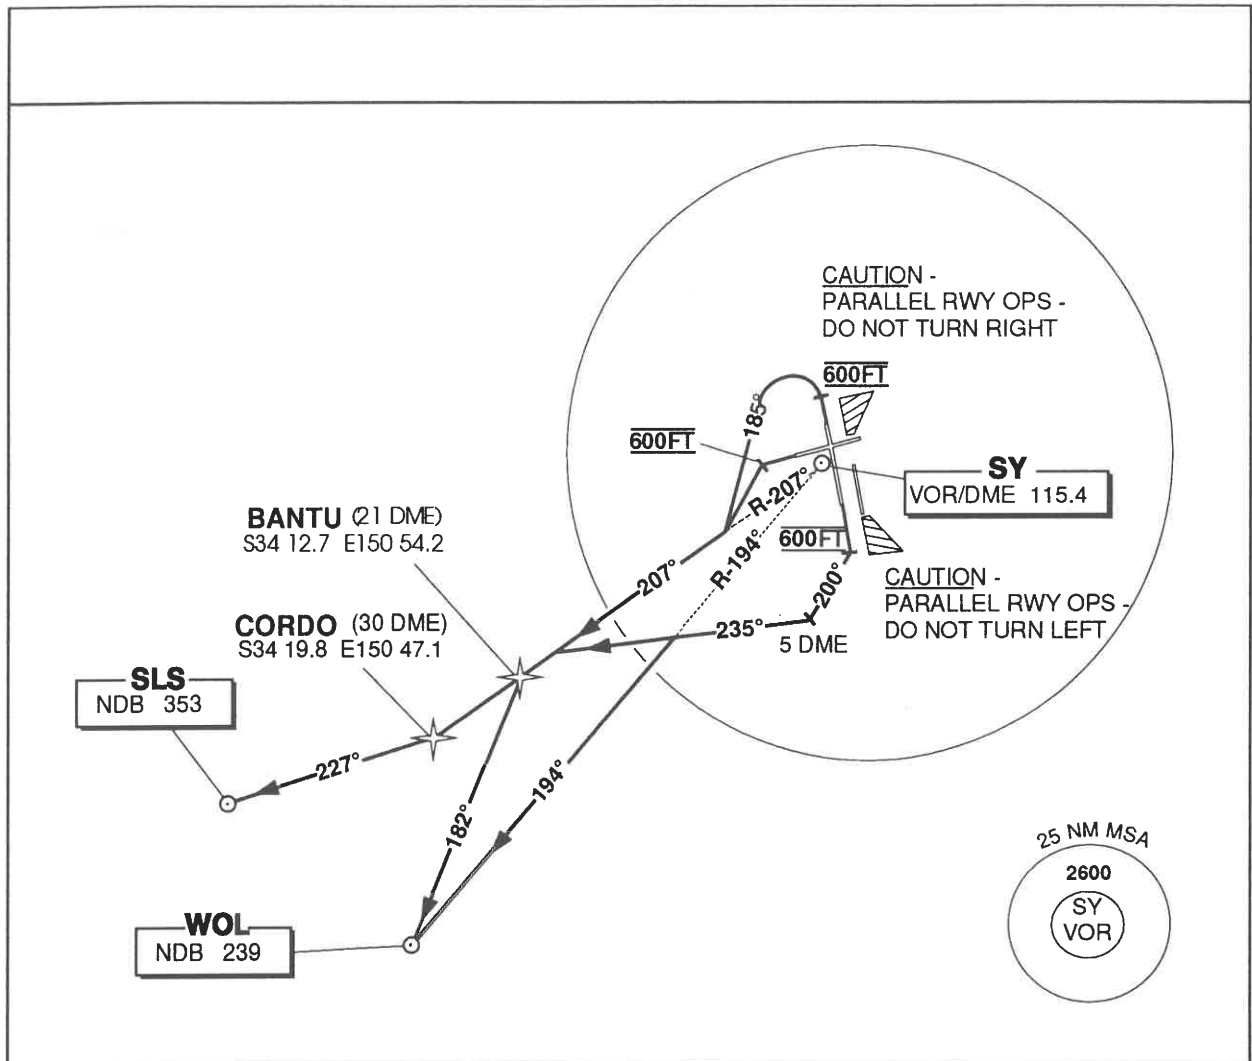 CAUTION -
PARALLEL RWY OPS -
DO NOT TURN RIGHT
600FT
185°
600FT
SY
VOR/DME 115.4
R-207°
BANTU (21 DME)
S34 12.7 E150 54.2
R-194°
600FT
207°
200°
CAUTION -
PARALLEL RWY OPS -
DO NOT TURN LEFT
CORDO (30 DME)
S34 19.8 E150 47.1
235°
5 DME
SLS
NDB 353
227°
194°
182°
25 NM MSA
2600
SY
VOR
WOL
NDB 239